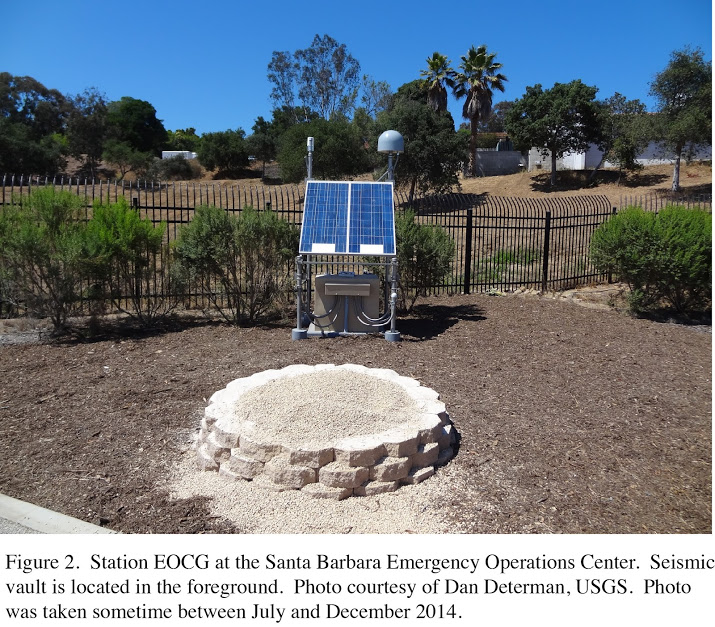 Figure 2.  Station EOCG at the Santa Barbara Emergency Operations Center.  Seismic
vault is located in the foreground.  Photo courtesy of Dan Determan, USGS.  Photo
was taken sometime between July and December 2014.